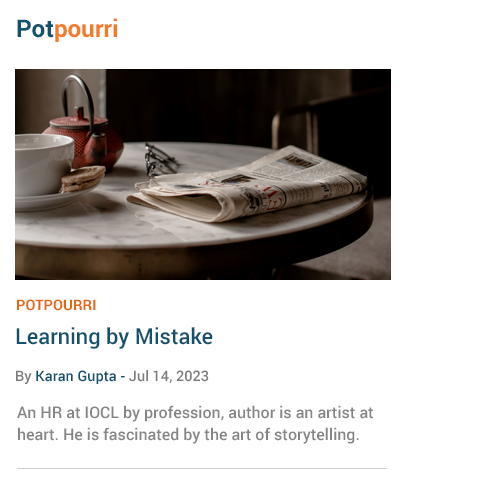 Potpourri
POTPOURRI
Learning by Mistake
By Karan Gupta - Jul 14, 2023
An HR at IOCL by profession, author is an artist at
heart. He is fascinated by the art of storytelling.